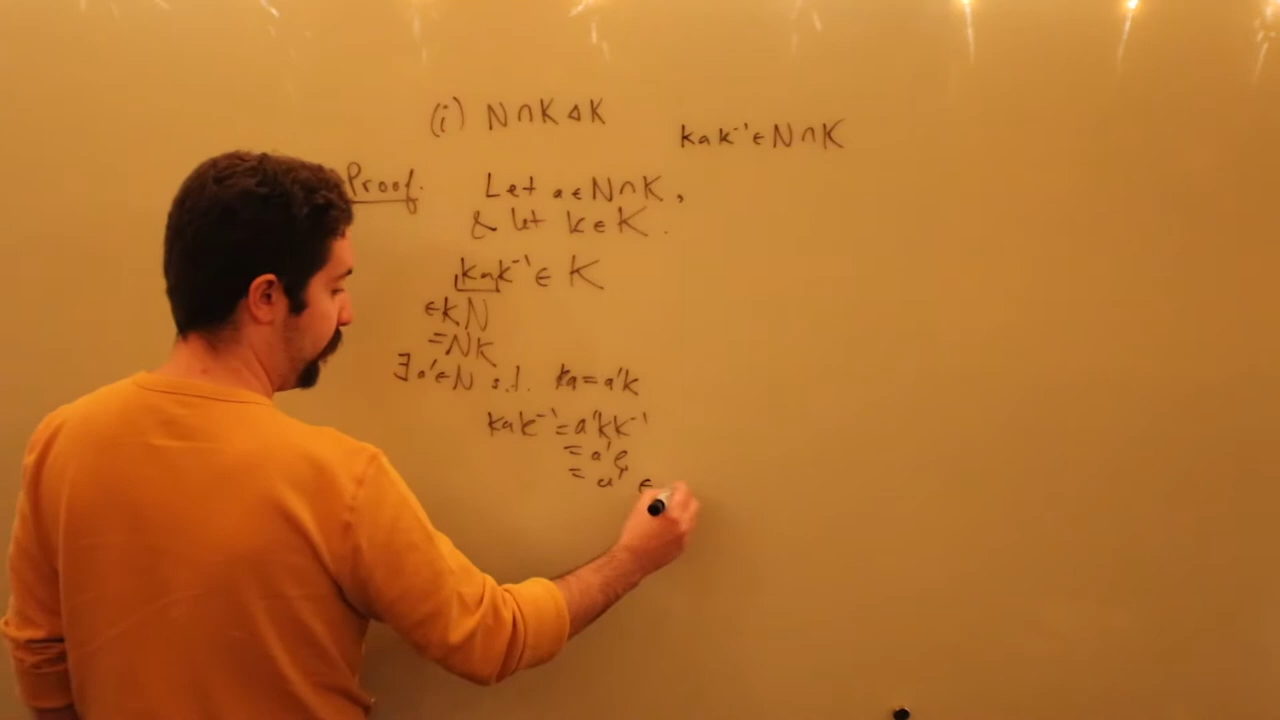 (i) N∩K ⊲ K
kak⁻¹ ∈ N∩K
Proof. Let a ∈ N∩K,
& let k ∈ K.
kak⁻¹ ∈ K
∈ kN
= Nk
∃ a' ∈ N s.t. ka = a'k
kak⁻¹ = a'kk⁻¹
= a'e
= a' ∈